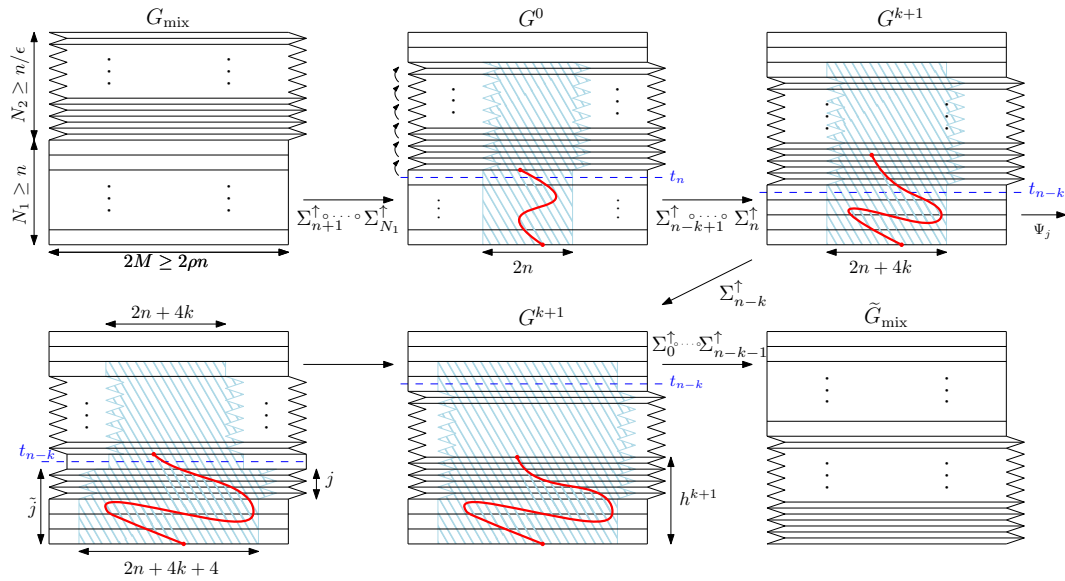 G_mix
G^0
G^{k+1}
N_2 ≥ n/ϵ
N_1 ≥ n
t_n
t_{n−k}
Σ^↑_{n+1} ∘ ⋯ ∘ Σ^↑_{N_1}
Σ^↑_{n−k+1} ∘ ⋯ ∘ Σ^↑_n
Ψ_j
2M ≥ 2ρn
2n
2n + 4k
Σ^↑_{n−k}
2n + 4k
G^{k+1}
G̃_mix
Σ^↑_0 ∘ ⋯ ∘ Σ^↑_{n−k−1}
t_{n−k}
t_{n−k}
j̃
j
h^{k+1}
2n + 4k + 4